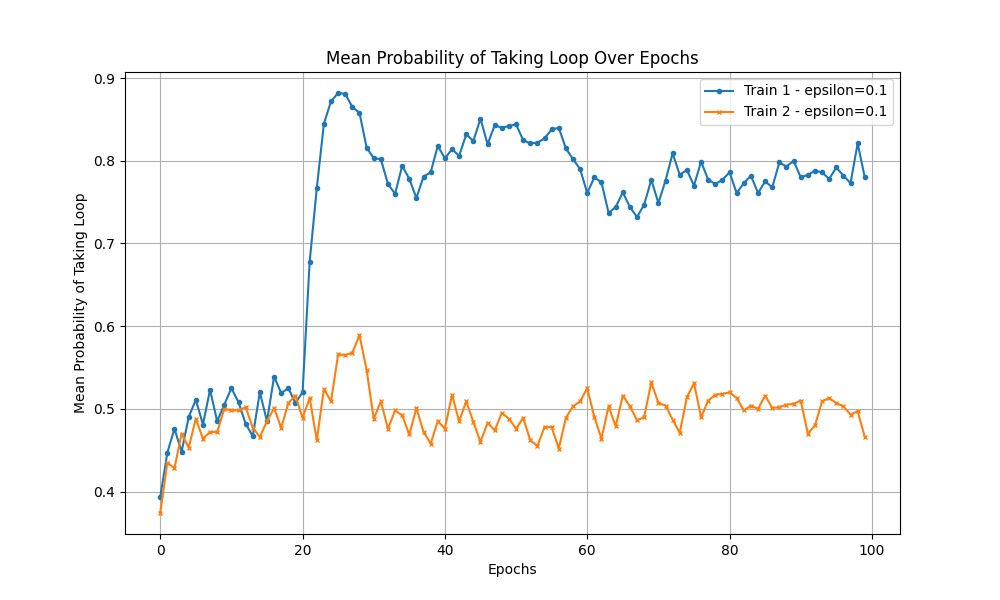 Mean Probability of Taking Loop Over Epochs
Train 1 - epsilon=0.1
Train 2 - epsilon=0.1
Mean Probability of Taking Loop
0.9
0.8
0.7
0.6
0.5
0.4
0 20 40 60 80 100
Epochs